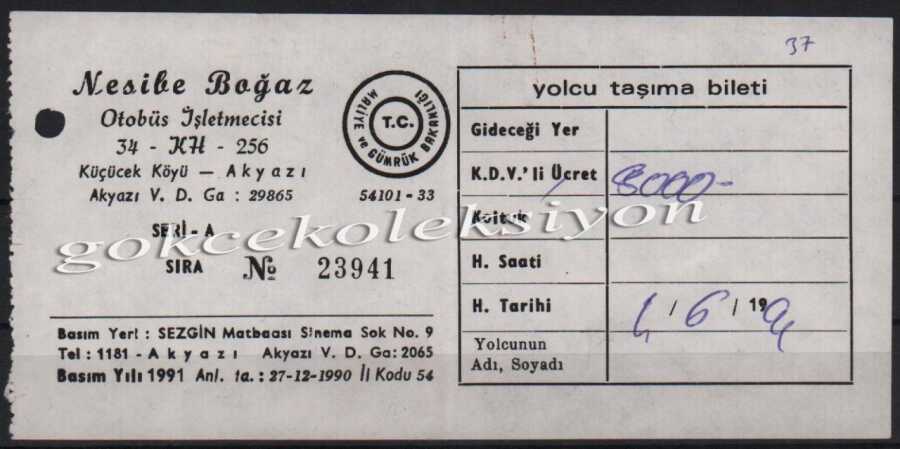 37
Nesibe Boğaz
Otobüs İşletmecisi
34 - KH - 256
Küçücek Köyü — Akyazı
Akyazı V. D. Ga : 29865
T.C.
MALİYE ve GÜMRÜK BAKANLIĞI
54101 - 33
SERİ - A
SIRA № 23941
gokcekoleksiyon
Basım Yeri : SEZGİN Matbaası Sinema Sok No. 9
Tel : 1181 - Akyazı Akyazı V. D. Ga: 2065
Basım Yılı 1991 Anl. ta. : 27-12-1990 İl Kodu 54
yolcu taşıma bileti
Gideceği Yer
K.D.V.'li Ücret 8000-
Koltuk
H. Saati
H. Tarihi 4 / 6 / 19
Yolcunun
Adı, Soyadı